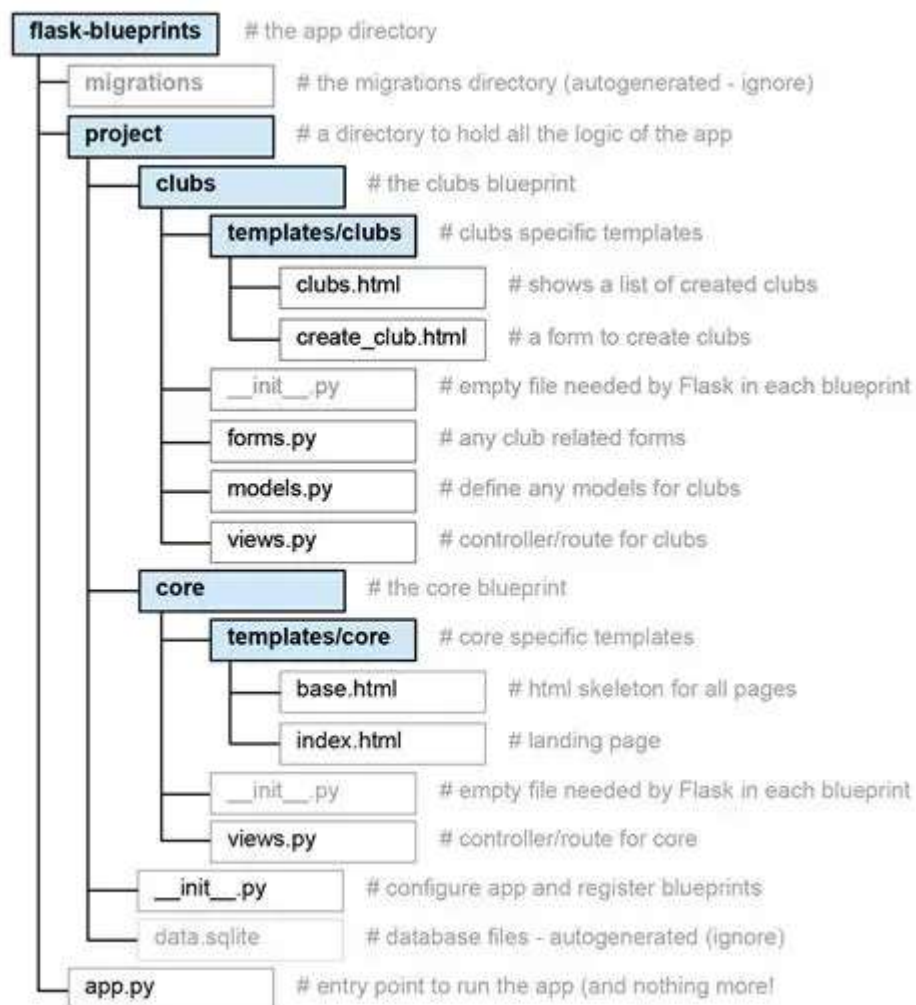 flask-blueprints # the app directory
migrations # the migrations directory (autogenerated - ignore)
project # a directory to hold all the logic of the app
clubs # the clubs blueprint
templates/clubs # clubs specific templates
clubs.html # shows a list of created clubs
create_club.html # a form to create clubs
__init__.py # empty file needed by Flask in each blueprint
forms.py # any club related forms
models.py # define any models for clubs
views.py # controller/route for clubs
core # the core blueprint
templates/core # core specific templates
base.html # html skeleton for all pages
index.html # landing page
__init__.py # empty file needed by Flask in each blueprint
views.py # controller/route for core
__init__.py # configure app and register blueprints
data.sqlite # database files - autogenerated (ignore)
app.py # entry point to run the app (and nothing more!